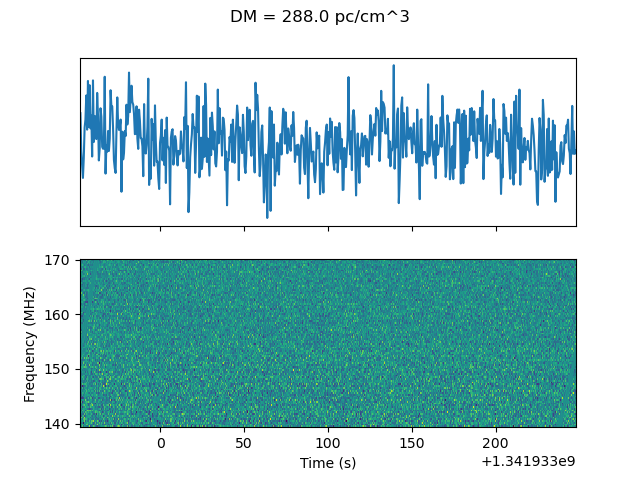 DM = 288.0 pc/cm^3
170
160
150
140
Frequency (MHz)
0 50 100 150 200
Time (s)
+1.341933e9